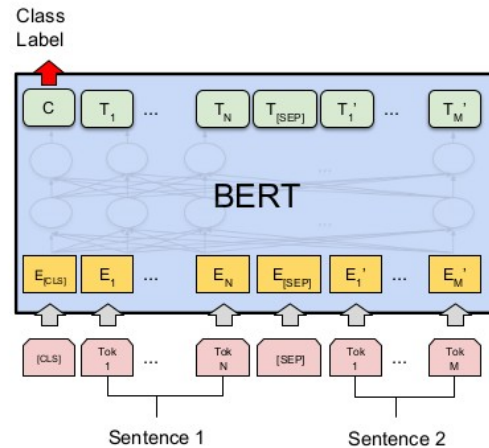 Class
Label
C T1 ... TN T[SEP] T1' ... TM'
...
BERT
...
E[CLS] E1 ... EN E[SEP] E1' ... EM'
[CLS] Tok 1 ... Tok N [SEP] Tok 1 ... Tok M
Sentence 1 Sentence 2